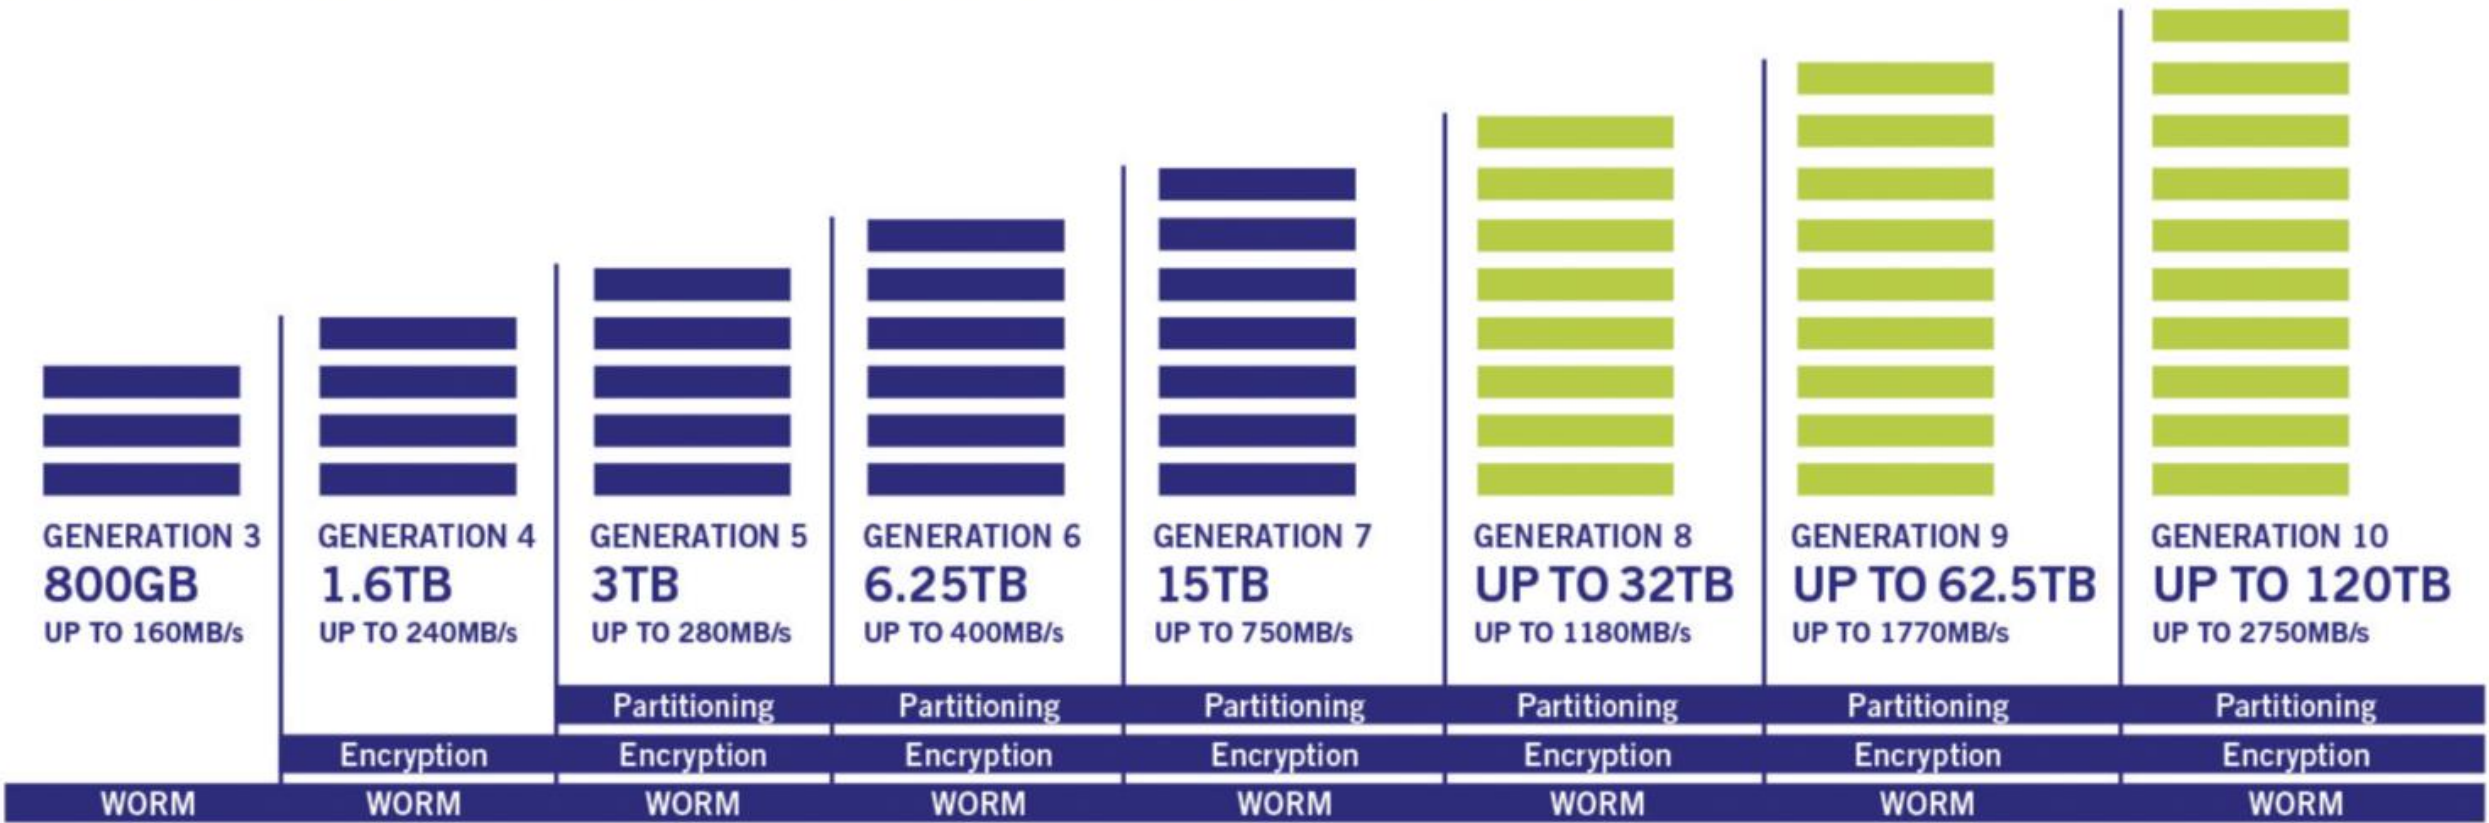 GENERATION 3
800GB
UP TO 160MB/s
GENERATION 4
1.6TB
UP TO 240MB/s
GENERATION 5
3TB
UP TO 280MB/s
GENERATION 6
6.25TB
UP TO 400MB/s
GENERATION 7
15TB
UP TO 750MB/s
GENERATION 8
UP TO 32TB
UP TO 1180MB/s
GENERATION 9
UP TO 62.5TB
UP TO 1770MB/s
GENERATION 10
UP TO 120TB
UP TO 2750MB/s
Partitioning Partitioning Partitioning Partitioning Partitioning Partitioning
Encryption Encryption Encryption Encryption Encryption Encryption Encryption
WORM WORM WORM WORM WORM WORM WORM WORM